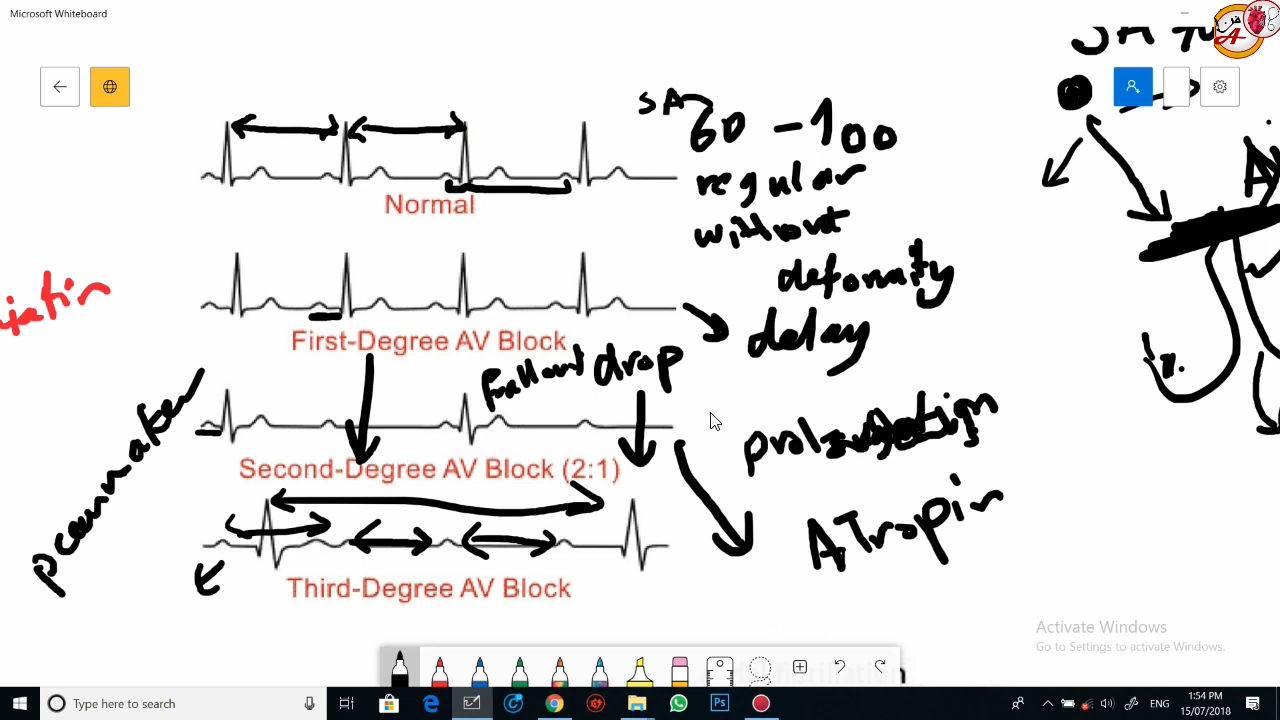 Microsoft Whiteboard
SA
60 - 100
regular
without
deformity
Normal
delay
First-Degree AV Block
drop
Second-Degree AV Block (2:1)
ATropin
Third-Degree AV Block
Activate Windows
Go to Settings to activate Windows.
Type here to search
ENG
1:54 PM
15/07/2018